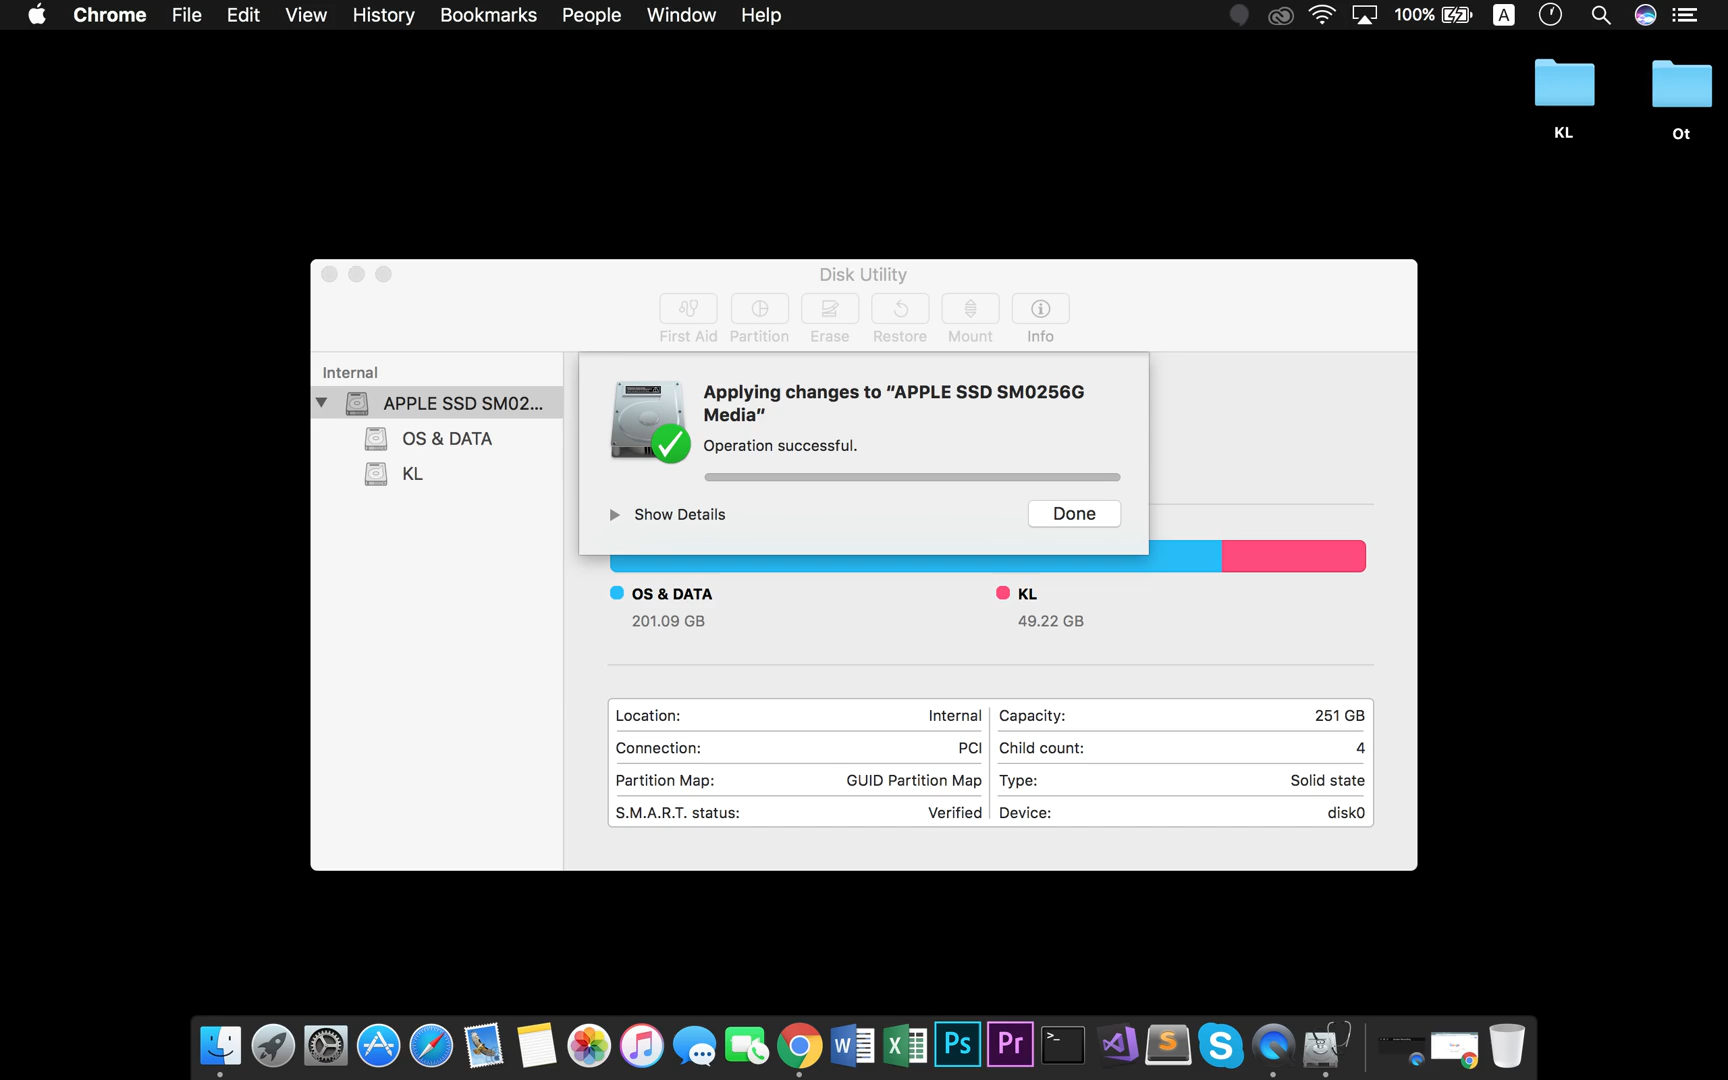 Chrome File Edit View History Bookmarks People Window Help 100% A
KL Ot
Disk Utility
First Aid Partition Erase Restore Mount Info
Internal
APPLE SSD SM02...
OS & DATA
KL
Applying changes to “APPLE SSD SM0256G
Media”
Operation successful.
Show Details Done
OS & DATA KL
201.09 GB 49.22 GB
Location: Internal Capacity: 251 GB
Connection: PCI Child count: 4
Partition Map: GUID Partition Map Type: Solid state
S.M.A.R.T. status: Verified Device: disk0
W X Ps Pr >_ S S